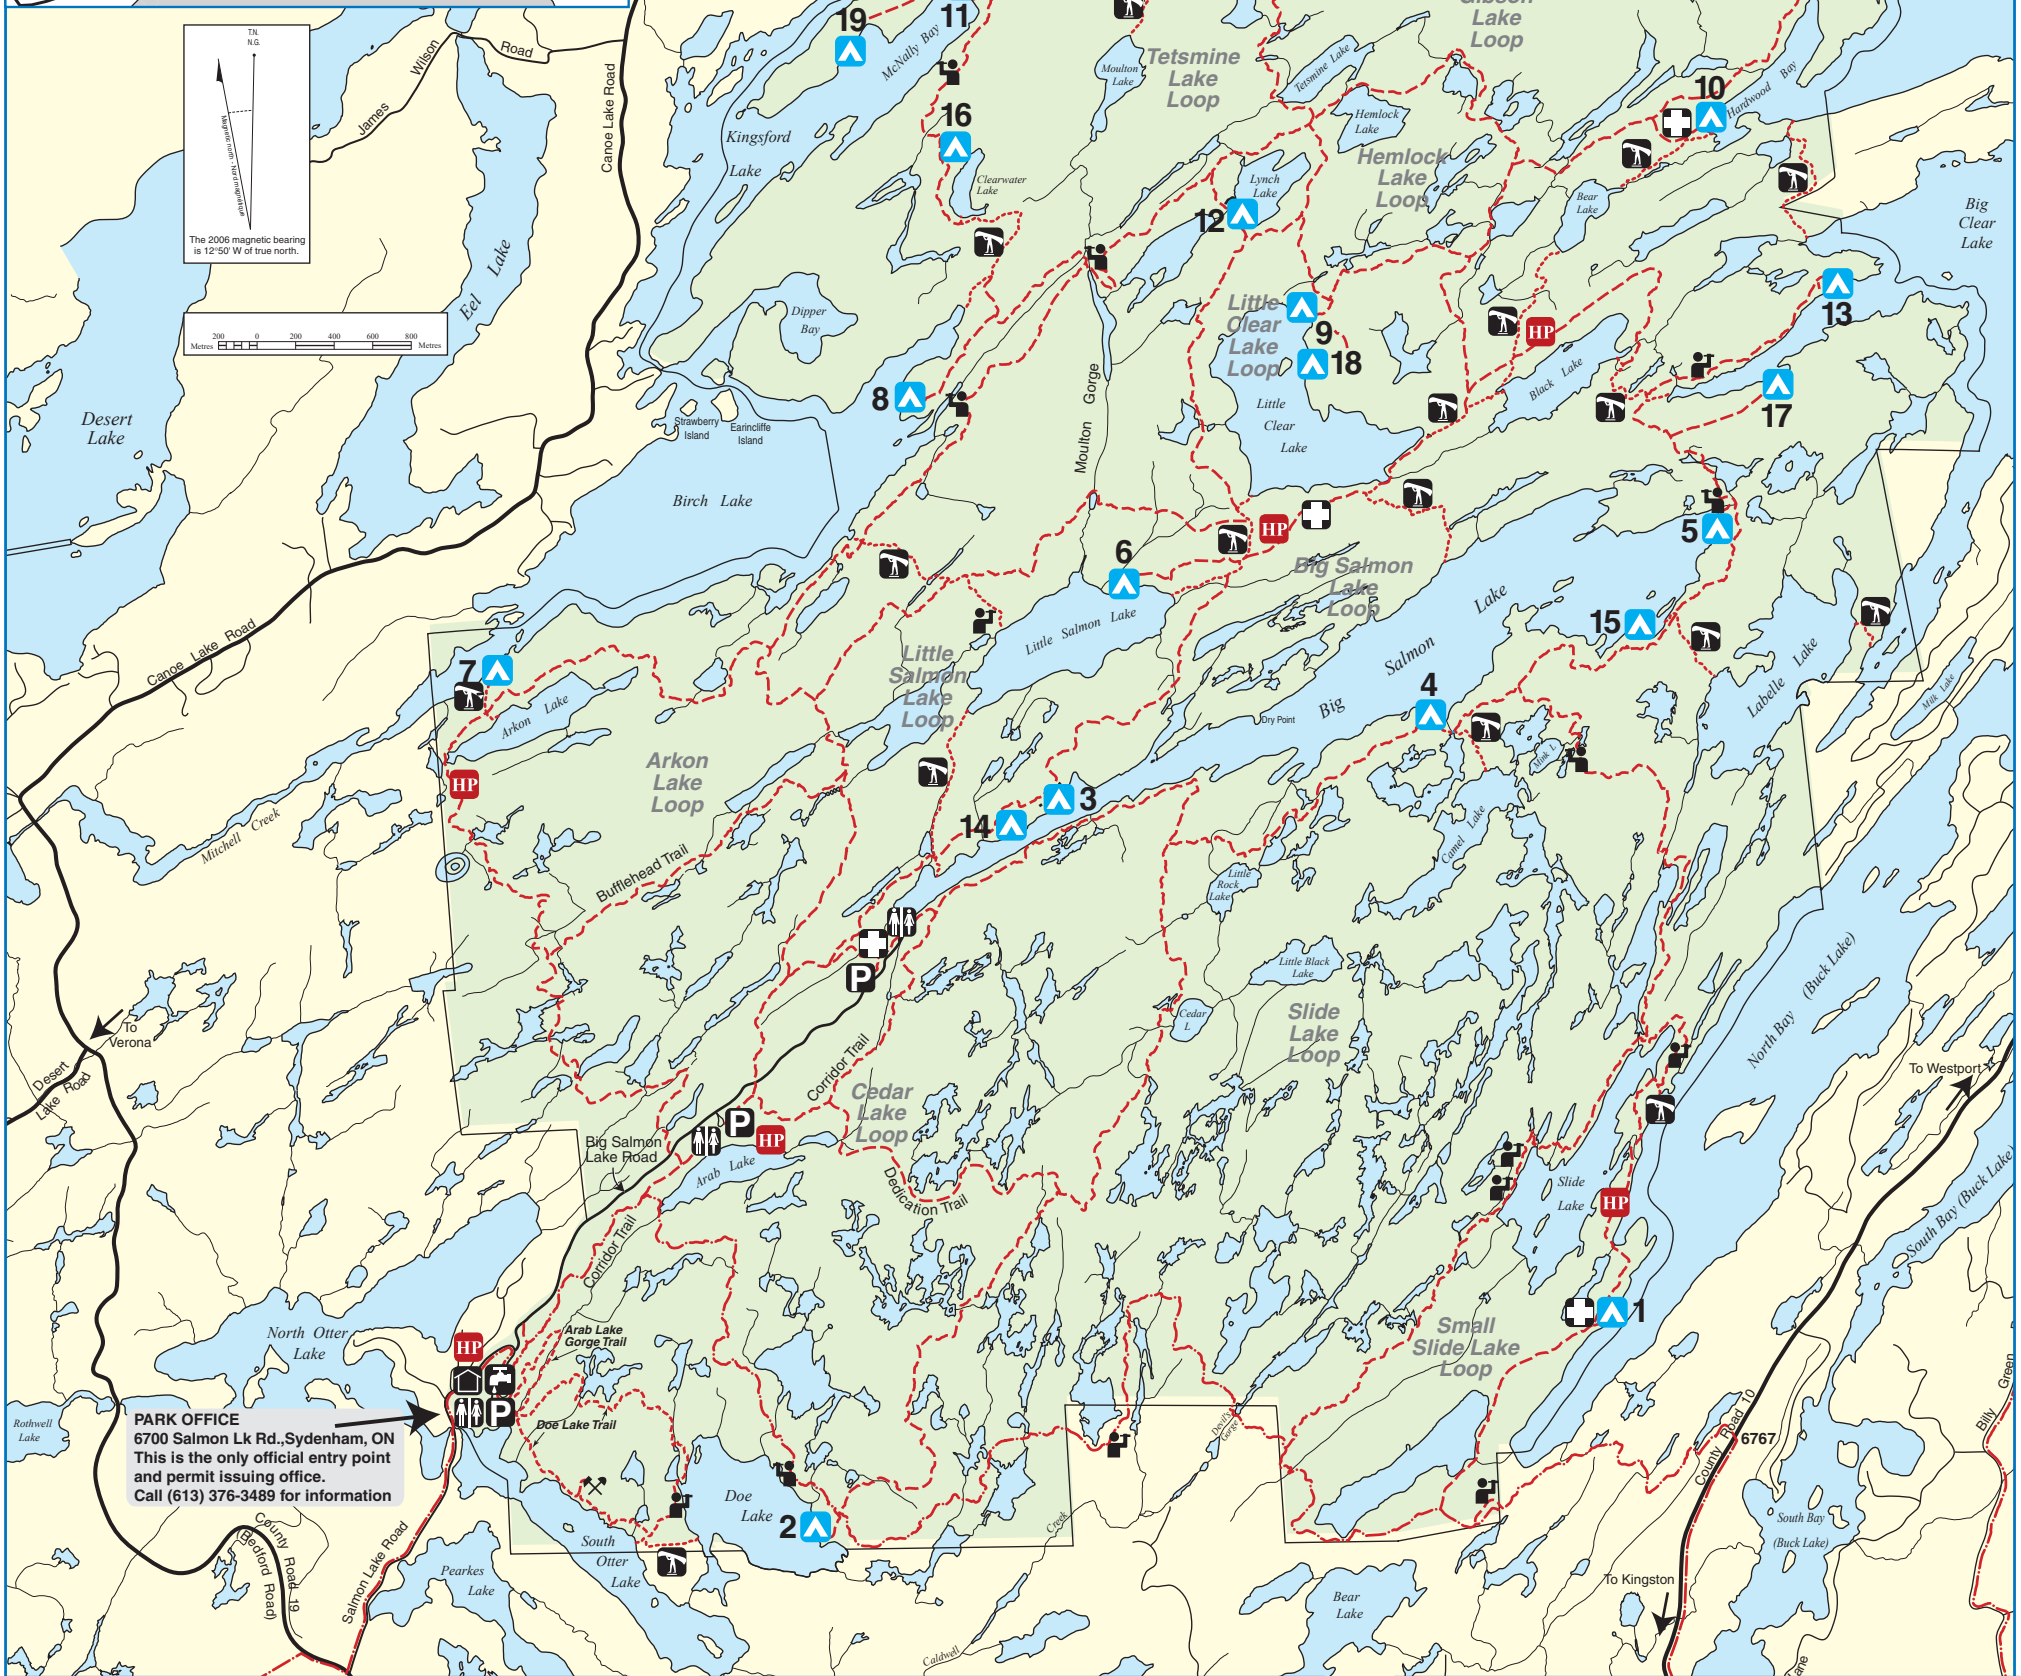 T.N.
N.G.
Magnetic north - Nord magnétique
The 2006 magnetic bearing
is 12°50' W of true north.
200 0 200 400 600 800
Metres Metres
Wilson
Road
James
Canoe Lake Road
Eel Lake
Desert
Lake
19
11
McNally Bay
16
Kingsford
Lake
Clearwater
Lake
Dipper
Bay
8
Strawberry
Island
Earincliffe
Island
Birch Lake
Moulton
Lake
Tetsmine
Lake
Loop
Tetsmine Lake
Gibson
Lake
Loop
Hemlock
Lake
Hemlock
Lake
Loop
10
Hardwood Bay
Lynch
Lake
12
Bear
Lake
Big
Clear
Lake
13
Little
Clear
Lake
Loop
9
18
HP
Black Lake
17
Moulton Gorge
Little
Clear
Lake
5
6
HP
Big Salmon
Lake
Loop
Little Salmon Lake
Little
Salmon
Lake
Loop
Big Salmon Lake
Dry Point
15
4
Labelle Lake
Milk Lake
Mink L
Camel Lake
Canoe Lake Road
7
Arkon Lake
Arkon
Lake
Loop
HP
Mitchell Creek
Bufflehead Trail
3
14
Little
Rock
Lake
Little Black
Lake
Cedar
L
Slide
Lake
Loop
North Bay (Buck Lake)
To Westport
P
Corridor Trail
Cedar
Lake
Loop
To
Verona
Desert
Lake Road
Big Salmon
Lake Road
P
HP
Arab Lake
Dedication Trail
Slide
Lake
HP
South Bay (Buck Lake)
Corridor Trail
North Otter
Lake
HP
Arab Lake
Gorge Trail
P
Doe Lake Trail
Small
Slide Lake
Loop
1
Devil's
Gorge
Rothwell
Lake
PARK OFFICE
6700 Salmon Lk Rd.,Sydenham, ON
This is the only official entry point
and permit issuing office.
Call (613) 376-3489 for information
Doe
Lake
2
County Road 10
6767
Billy Green
County Road 19
(Bedford Road)
Salmon Lake Road
Pearkes
Lake
South
Otter
Lake
Creek
Caldwell
Bear
Lake
To Kingston
South Bay
(Buck Lake)